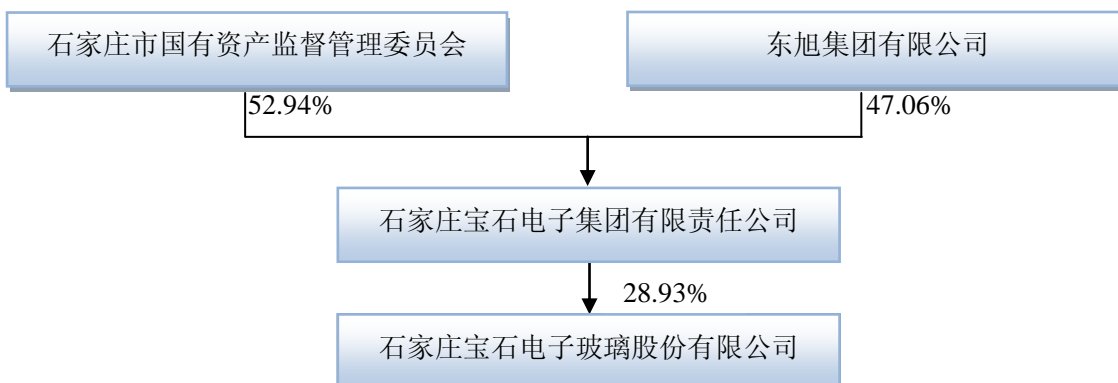 石家庄市国有资产监督管理委员会
东旭集团有限公司
52.94%
47.06%
石家庄宝石电子集团有限责任公司
28.93%
石家庄宝石电子玻璃股份有限公司